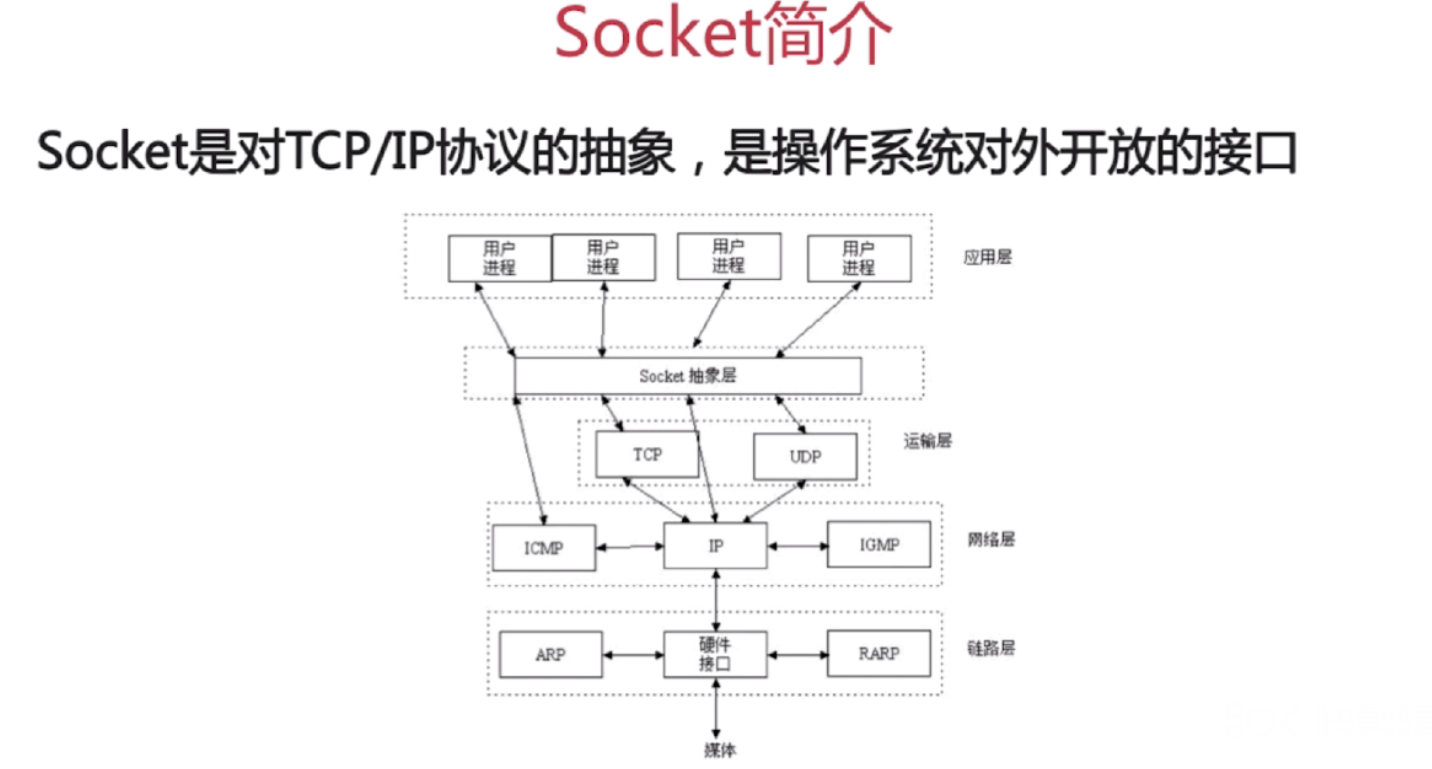 Socket简介
Socket是对TCP/IP协议的抽象，是操作系统对外开放的接口
用户
进程
用户
进程
用户
进程
用户
进程
应用层
Socket 抽象层
TCP
UDP
运输层
ICMP
IP
IGMP
网络层
ARP
硬件
接口
RARP
链路层
媒体